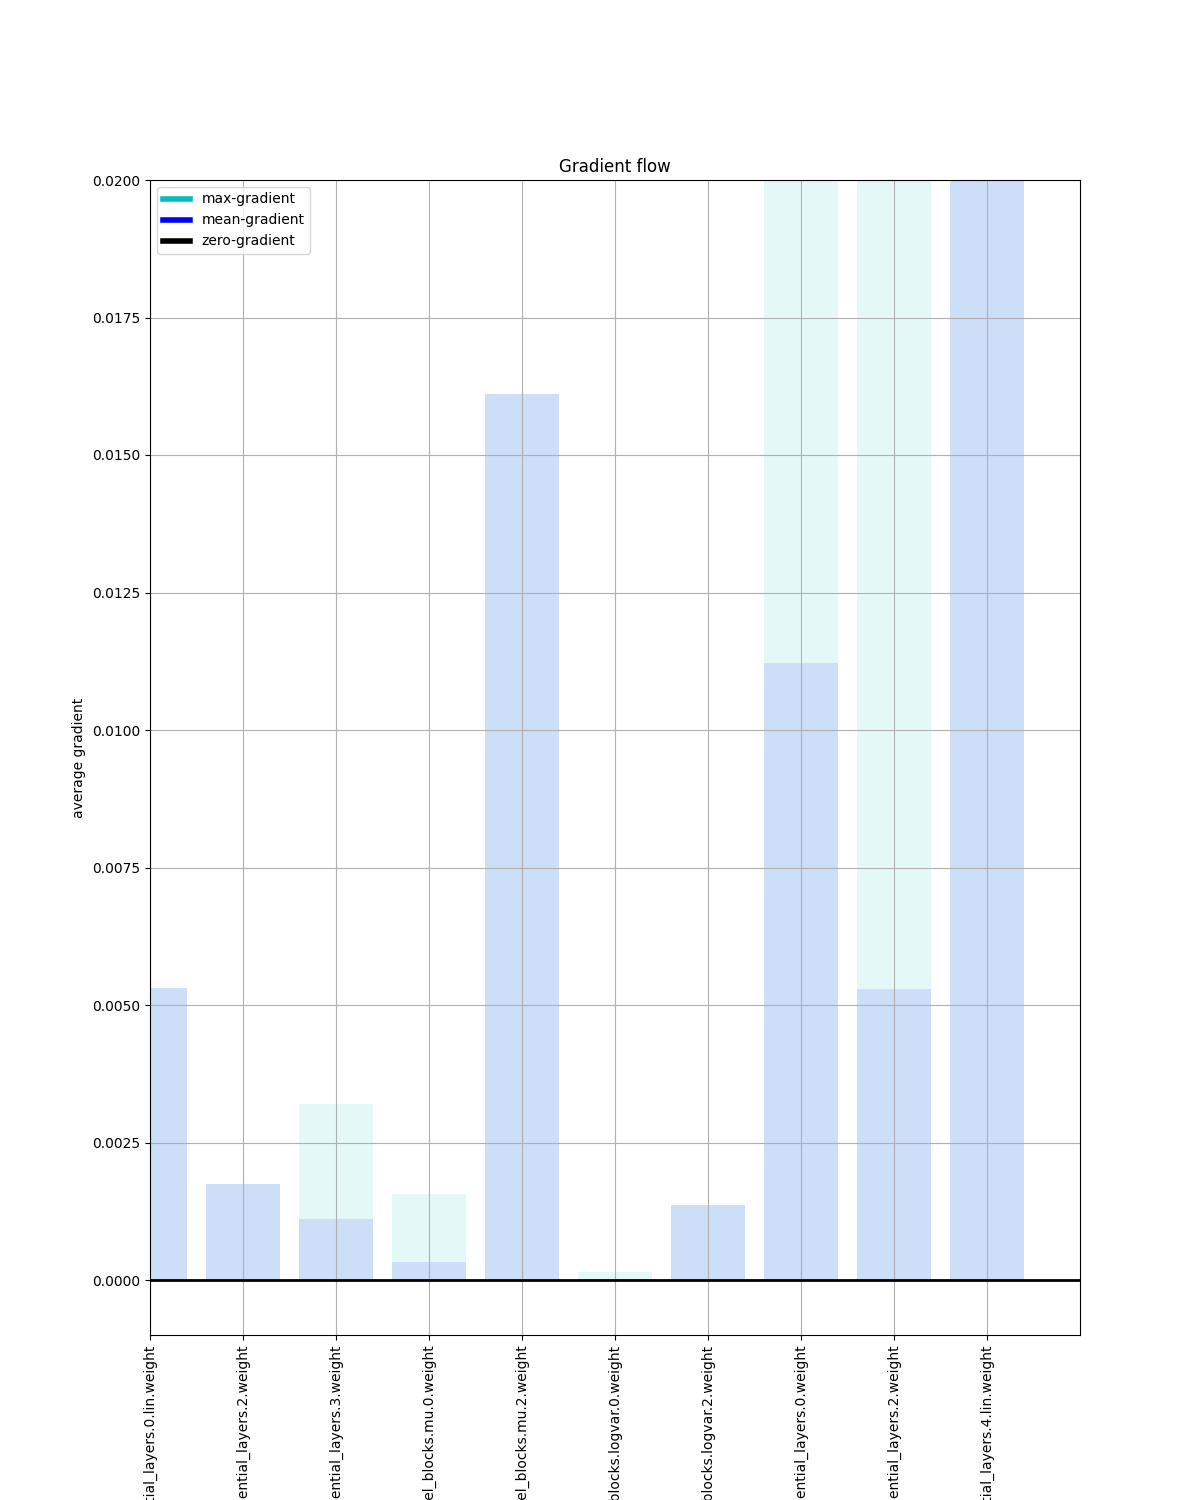 Gradient flow
max-gradient
mean-gradient
zero-gradient
0.0200
0.0175
0.0150
0.0125
0.0100
0.0075
0.0050
0.0025
0.0000
average gradient
tial_layers.0.lin.weight
ential_layers.2.weight
ential_layers.3.weight
el_blocks.mu.0.weight
el_blocks.mu.2.weight
blocks.logvar.0.weight
blocks.logvar.2.weight
ential_layers.0.weight
ential_layers.2.weight
tial_layers.4.lin.weight